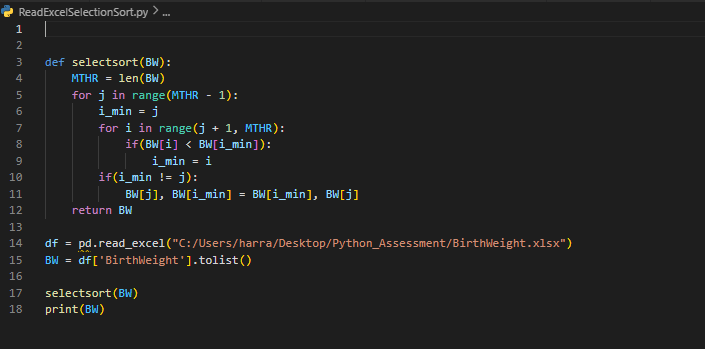 ReadExcelSelectionSort.py > ...
1
2
3 def selectsort(BW):
4     MTHR = len(BW)
5     for j in range(MTHR - 1):
6         i_min = j
7         for i in range(j + 1, MTHR):
8             if(BW[i] < BW[i_min]):
9                 i_min = i
10         if(i_min != j):
11             BW[j], BW[i_min] = BW[i_min], BW[j]
12     return BW
13
14 df = pd.read_excel("C:/Users/harra/Desktop/Python_Assessment/BirthWeight.xlsx")
15 BW = df['BirthWeight'].tolist()
16
17 selectsort(BW)
18 print(BW)